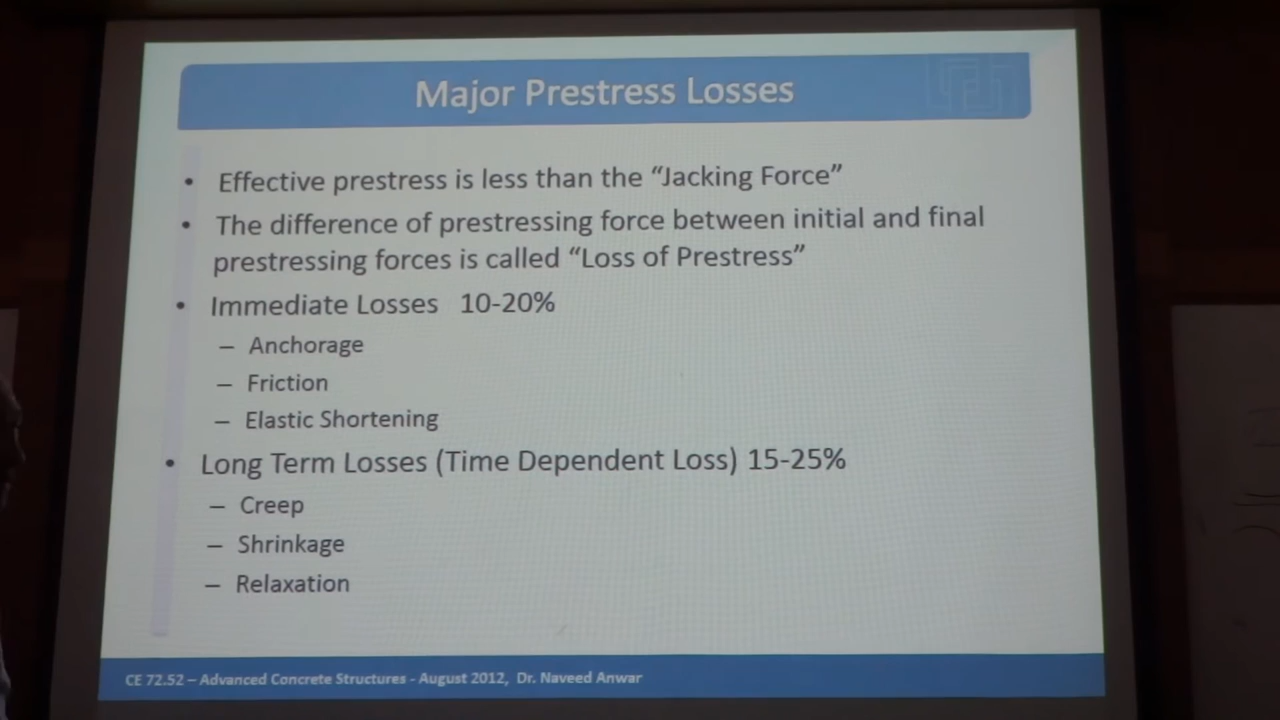 Major Prestress Losses
• Effective prestress is less than the “Jacking Force”
• The difference of prestressing force between initial and final
prestressing forces is called “Loss of Prestress”
• Immediate Losses 10-20%
– Anchorage
– Friction
– Elastic Shortening
• Long Term Losses (Time Dependent Loss) 15-25%
– Creep
– Shrinkage
– Relaxation
CE 72.52 – Advanced Concrete Structures - August 2012, Dr. Naveed Anwar